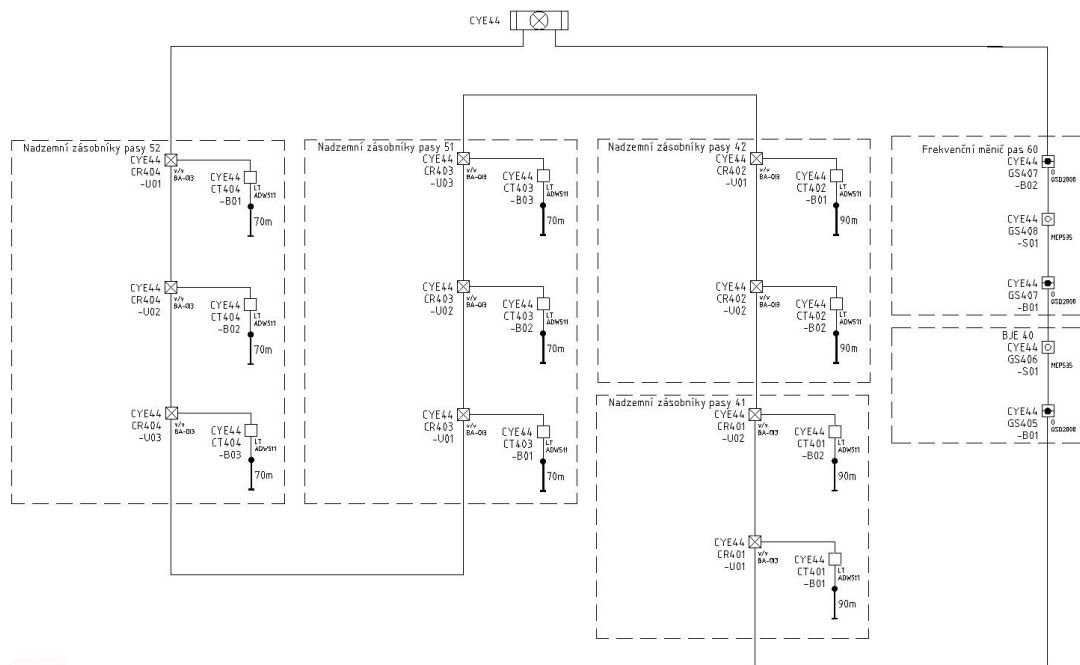 CYE44
Nadzemní zásobníky pasy 52
CYE44
CR404
-U01
v/v
BA-013
CYE44
CT404
-B01
LT
ADW511
70m
CYE44
CR404
-U02
v/v
BA-013
CYE44
CT404
-B02
LT
ADW511
70m
CYE44
CR404
-U03
v/v
BA-013
CYE44
CT404
-B03
LT
ADW511
70m
Nadzemní zásobníky pasy 51
CYE44
CR403
-U03
v/v
BA-013
CYE44
CT403
-B03
LT
ADW511
70m
CYE44
CR403
-U02
v/v
BA-013
CYE44
CT403
-B02
LT
ADW511
70m
CYE44
CR403
-U01
v/v
BA-013
CYE44
CT403
-B01
LT
ADW511
70m
Nadzemní zásobníky pasy 42
CYE44
CR402
-U01
v/v
BA-013
CYE44
CT402
-B01
LT
ADW511
90m
CYE44
CR402
-U02
v/v
BA-013
CYE44
CT402
-B02
LT
ADW511
90m
Nadzemní zásobníky pasy 41
CYE44
CR401
-U02
v/v
BA-013
CYE44
CT401
-B02
LT
ADW511
90m
CYE44
CR401
-U01
v/v
BA-013
CYE44
CT401
-B01
LT
ADW511
90m
Frekvenční měnič pas 60
CYE44
GS407
-B02
O
OSD2000
CYE44
GS408
-S01
MCP535
CYE44
GS407
-B01
O
OSD2000
BJE 40
CYE44
GS406
-S01
MCP535
CYE44
GS405
-B01
O
OSD2000